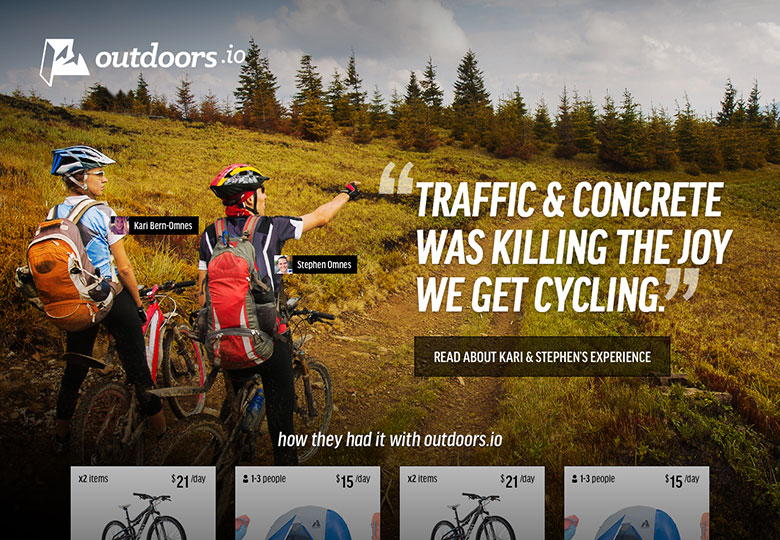 outdoors.io
Kari Bern-Omnes
Stephen Omnes
“TRAFFIC & CONCRETE
WAS KILLING THE JOY
WE GET CYCLING.”
READ ABOUT KARI & STEPHEN'S EXPERIENCE
how they had it with outdoors.io
x2 items $21/day
1-3 people $15/day
x2 items $21/day
1-3 people $15/day